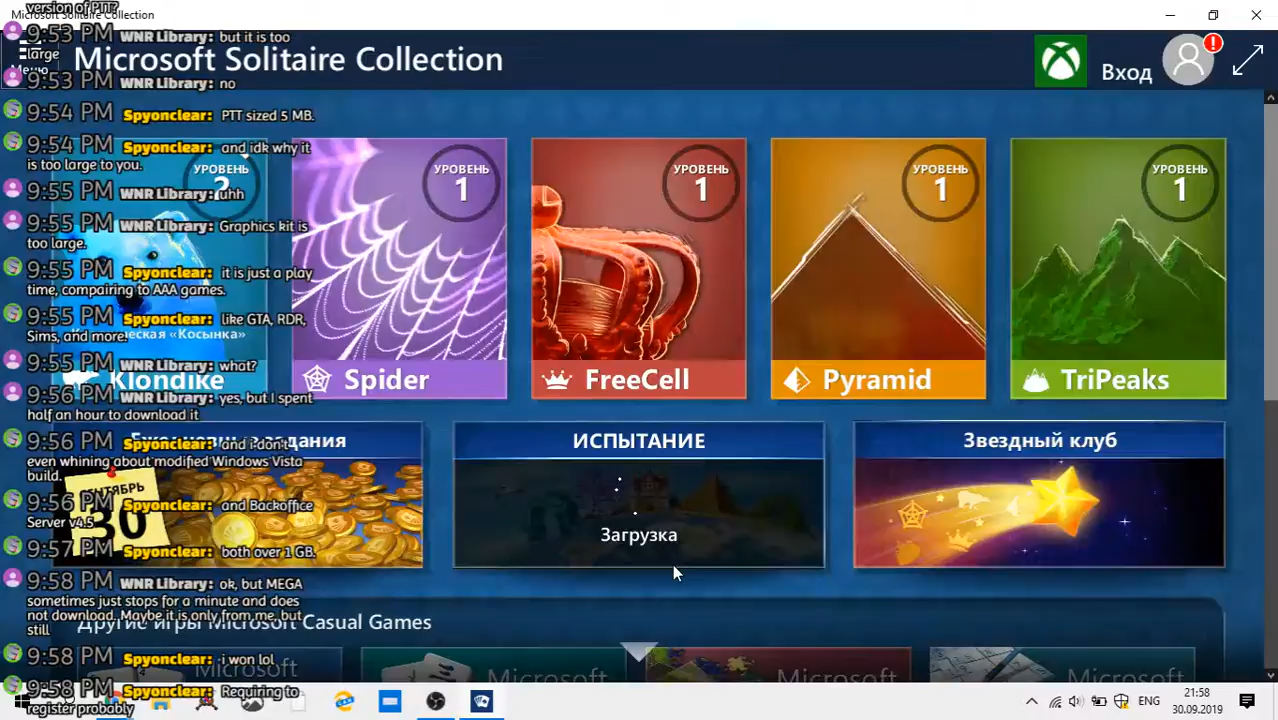 version of PTT?
Microsoft Solitaire Collection
9:53 PM WNR Library: but it is too
large
Microsoft Solitaire Collection
Вход
9:53 PM WNR Library: no
9:54 PM Spyonclear: PTT sized 5 MB.
9:54 PM Spyonclear: and idk why it
is too large to you.
УРОВЕНЬ
2
УРОВЕНЬ
1
УРОВЕНЬ
1
УРОВЕНЬ
1
УРОВЕНЬ
1
9:55 PM WNR Library: uhh
9:55 PM WNR Library: Graphics kit is
too large.
9:55 PM Spyonclear: it is just a play
time, compairing to AAA games.
9:55 PM Spyonclear: like GTA, RDR,
Sims, and more.
«Косынка»
9:55 PM WNR Library: what?
Klondike
Spider
FreeCell
Pyramid
TriPeaks
9:56 PM WNR Library: yes, but I spent
half an hour to download it
9:56 PM Spyonclear: and i don't
even whining about modified Windows Vista
build.
ИСПЫТАНИЕ
Звездный клуб
30
9:56 PM Spyonclear: and Backoffice
Server v4.5
Загрузка
9:57 PM Spyonclear: both over 1 GB.
9:58 PM WNR Library: ok, but MEGA
sometimes just stops for a minute and does
not download. Maybe it is only from me, but
still
Другие игры Microsoft Casual Games
9:58 PM Spyonclear: i won lol
Microsoft
Microsoft
Microsoft
Microsoft
9:58 PM Spyonclear: Requiring to
register probably
ENG
21:58
30.09.2019